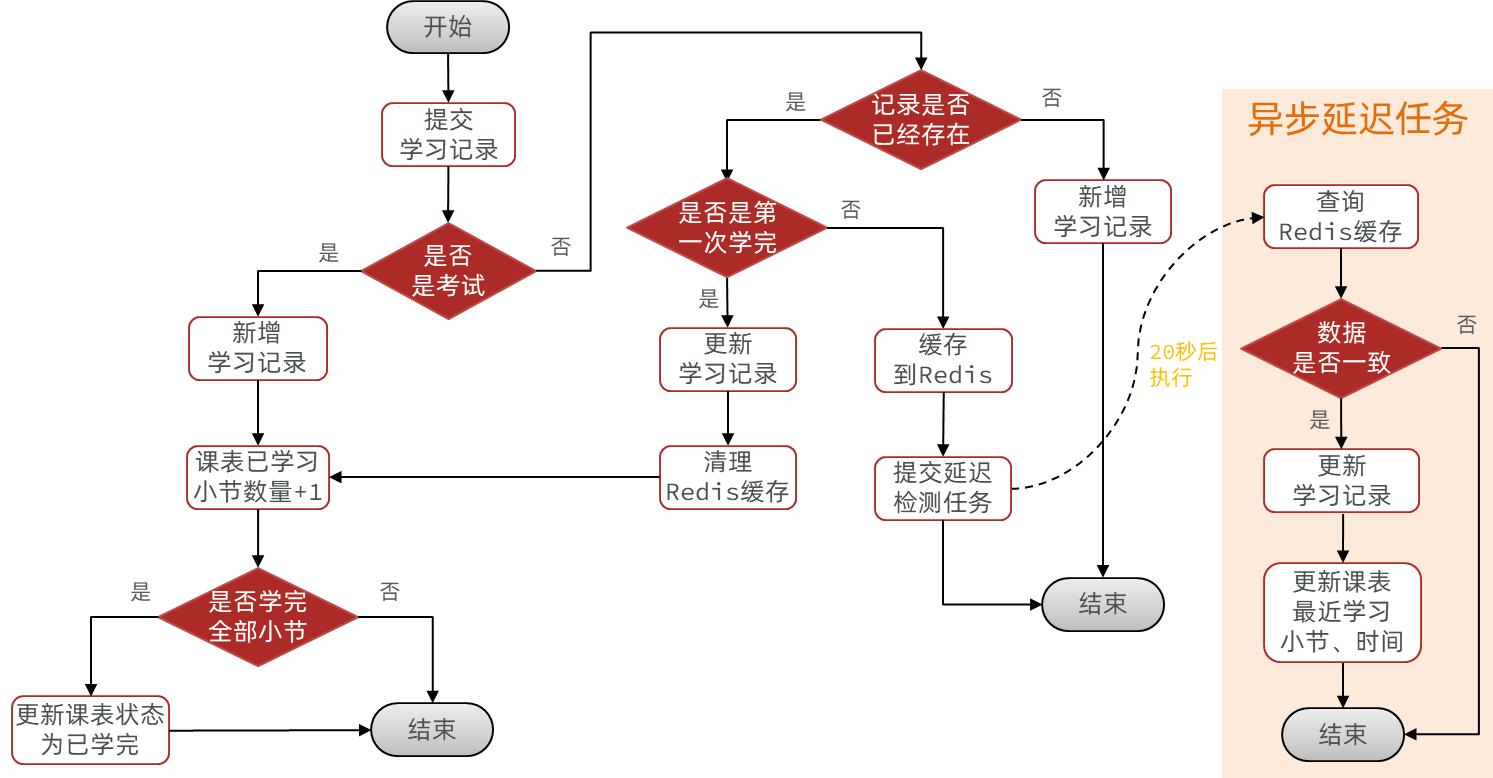 开始
提交
学习记录
是否
是考试
是
否
新增
学习记录
课表已学习
小节数量+1
是否学完
全部小节
是
否
更新课表状态
为已学完
结束
记录是否
已经存在
是
否
是否是第
一次学完
是
否
更新
学习记录
清理
Redis缓存
缓存
到Redis
提交延迟
检测任务
新增
学习记录
结束
20秒后
执行
异步延迟任务
查询
Redis缓存
数据
是否一致
是
否
更新
学习记录
更新课表
最近学习
小节、时间
结束